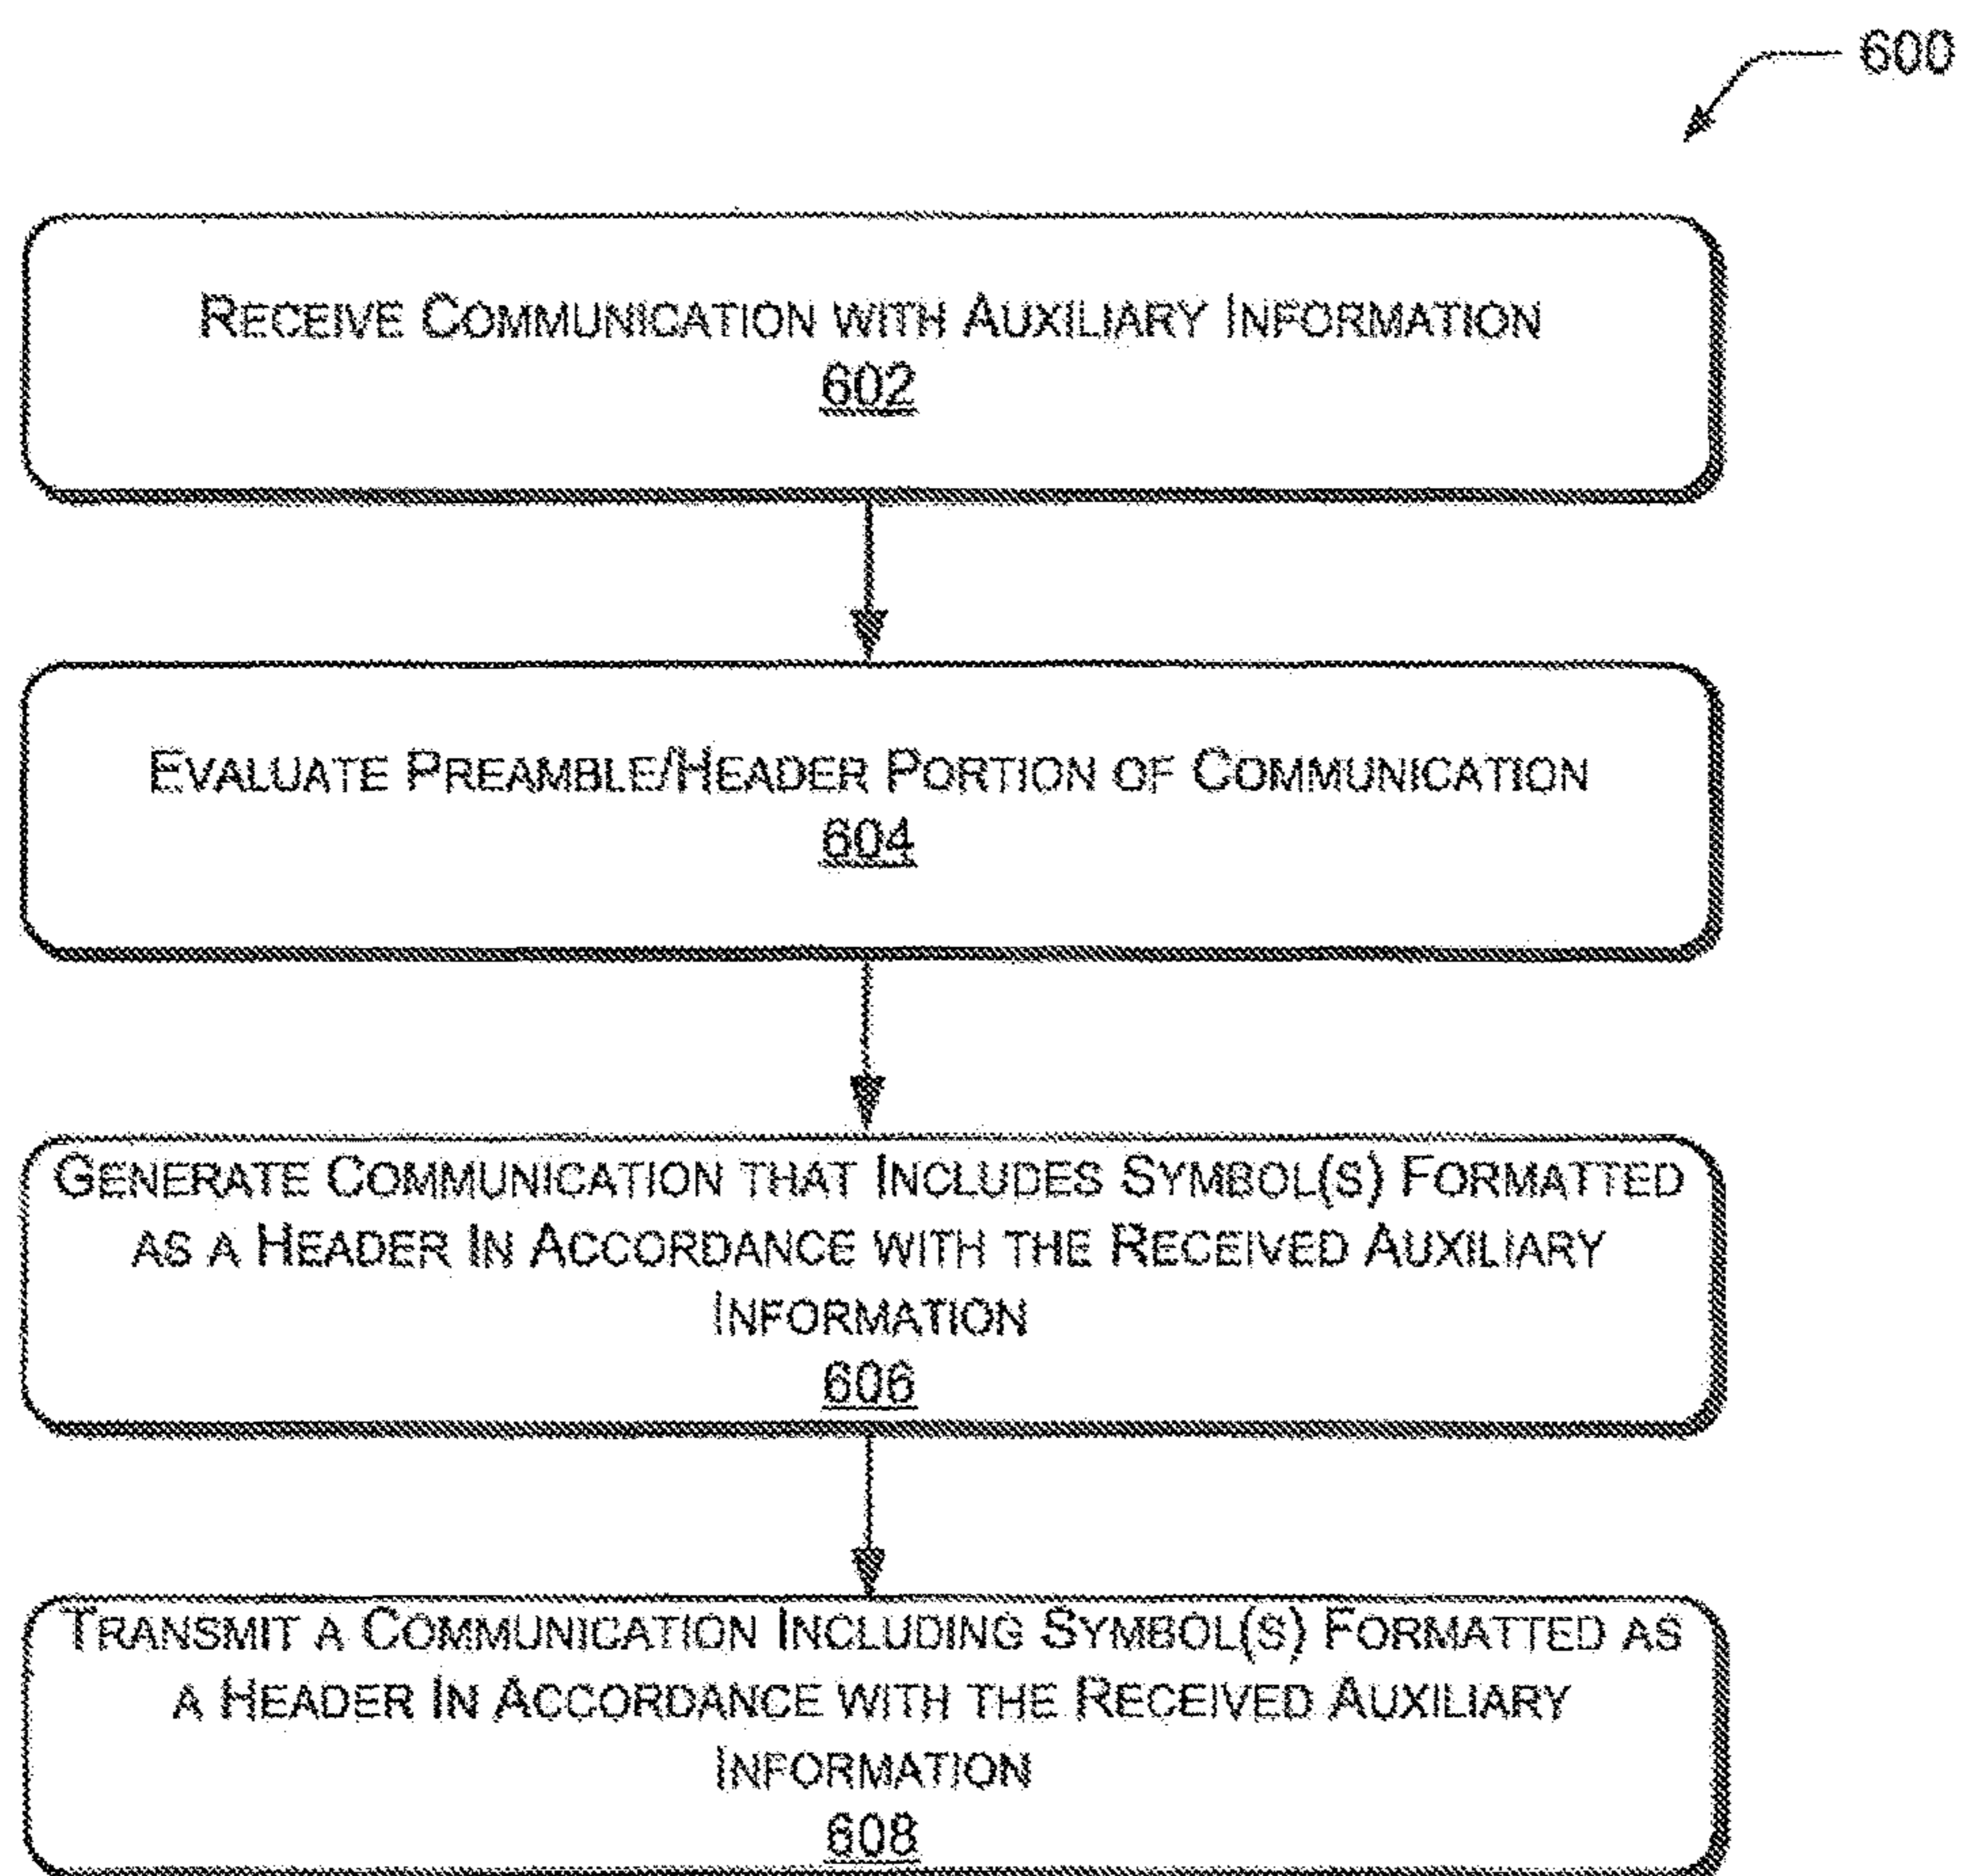 600
RECEIVE COMMUNICATION WITH AUXILIARY INFORMATION
602
EVALUATE PREAMBLE/HEADER PORTION OF COMMUNICATION
604
GENERATE COMMUNICATION THAT INCLUDES SYMBOL(S) FORMATTED
AS A HEADER IN ACCORDANCE WITH THE RECEIVED AUXILIARY
INFORMATION
606
TRANSMIT A COMMUNICATION INCLUDING SYMBOL(S) FORMATTED AS
A HEADER IN ACCORDANCE WITH THE RECEIVED AUXILIARY
INFORMATION
608